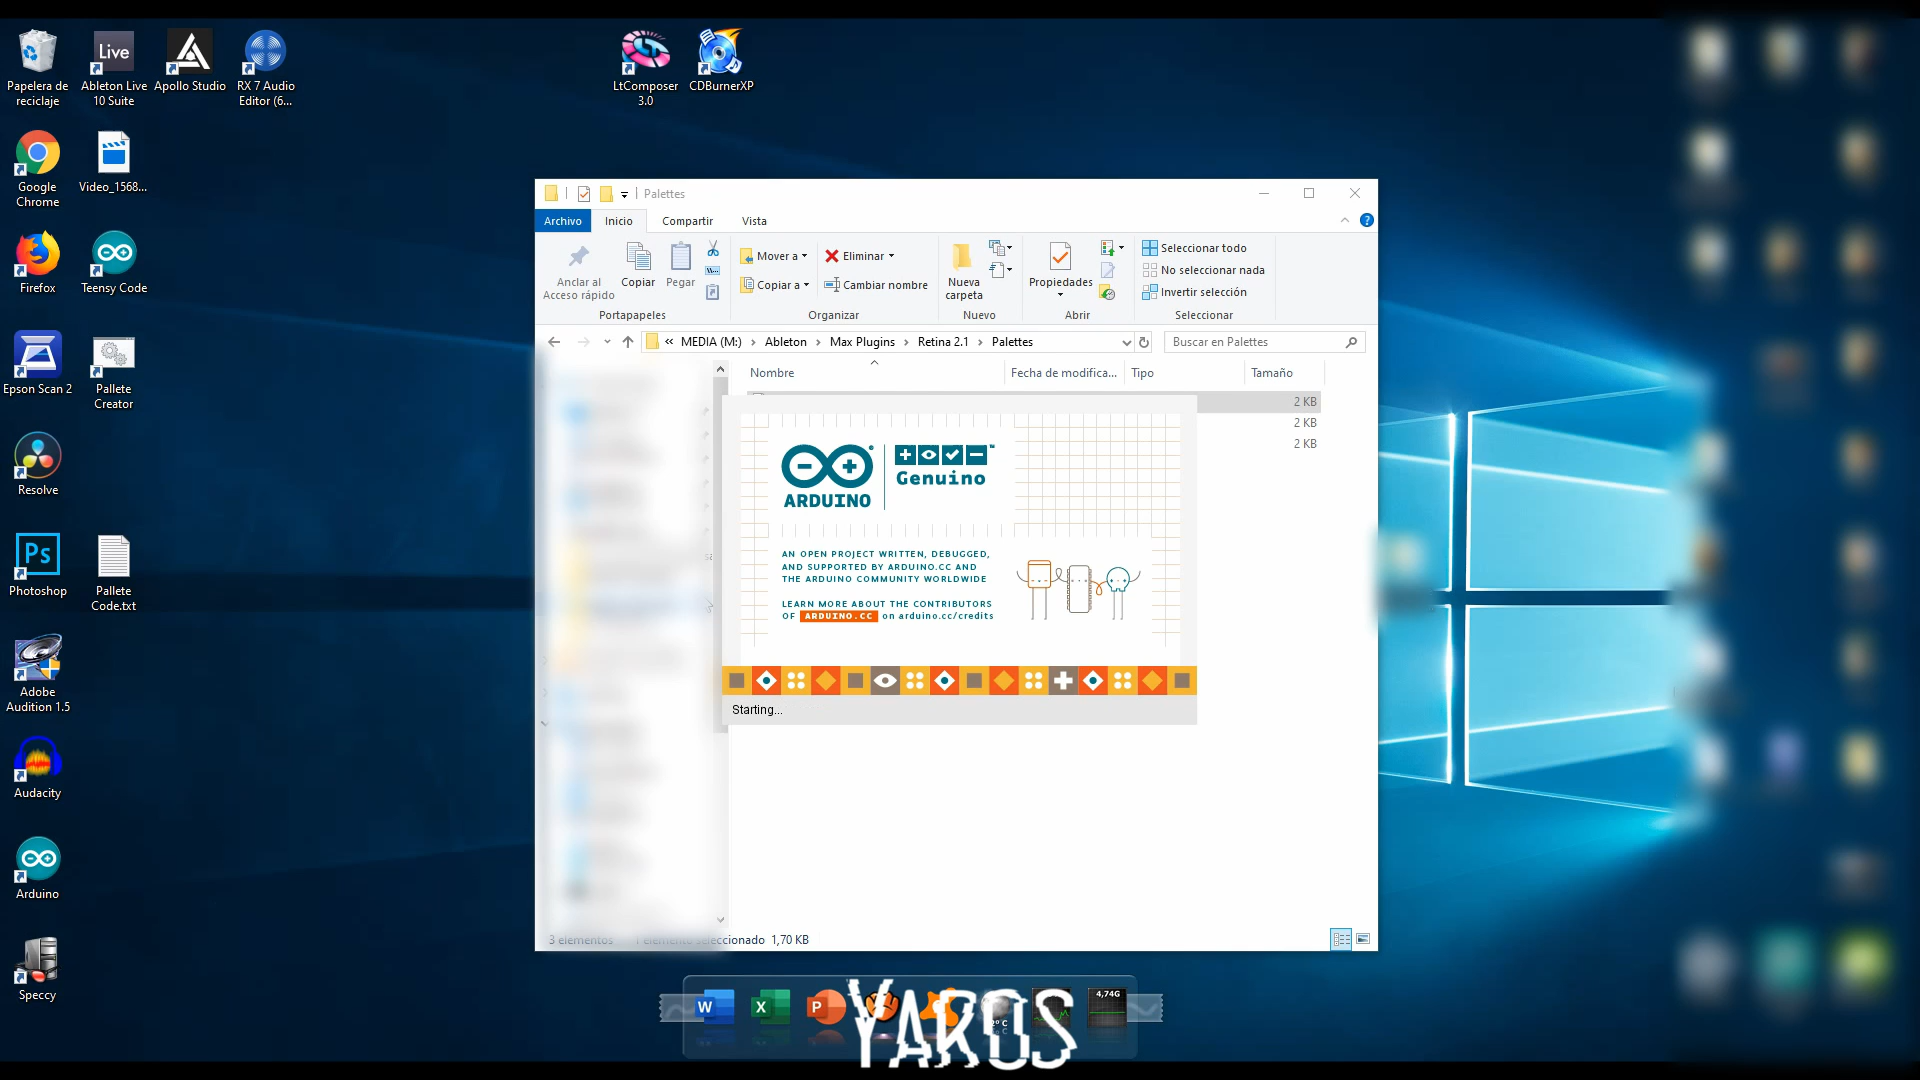 Papelera de
reciclaje
Ableton Live
10 Suite
Live
Apollo Studio
RX 7 Audio
Editor (6...
LtComposer
3.0
CDBurnerXP
Google
Chrome
Video_1568...
Firefox
Teensy Code
Epson Scan 2
Pallete
Creator
Resolve
Ps
Photoshop
Pallete
Code.txt
Adobe
Audition 1.5
Audacity
Arduino
Speccy
Palettes
Archivo
Inicio
Compartir
Vista
Anclar al
Acceso rápido
Copiar
Pegar
Portapapeles
Mover a
Copiar a
Eliminar
Cambiar nombre
Organizar
Nueva
carpeta
Nuevo
Propiedades
Abrir
Seleccionar todo
No seleccionar nada
Invertir selección
Seleccionar
« MEDIA (M:) > Ableton > Max Plugins > Retina 2.1 > Palettes
Buscar en Palettes
Nombre
Fecha de modifica...
Tipo
Tamaño
2 KB
2 KB
2 KB
ARDUINO
Genuino
AN OPEN PROJECT WRITTEN, DEBUGGED,
AND SUPPORTED BY ARDUINO.CC AND
THE ARDUINO COMMUNITY WORLDWIDE
LEARN MORE ABOUT THE CONTRIBUTORS
OF ARDUINO.CC on arduino.cc/credits
Starting...
3 elementos
1 elemento seleccionado 1,70 KB
W
X
P
4,74G
YAROS